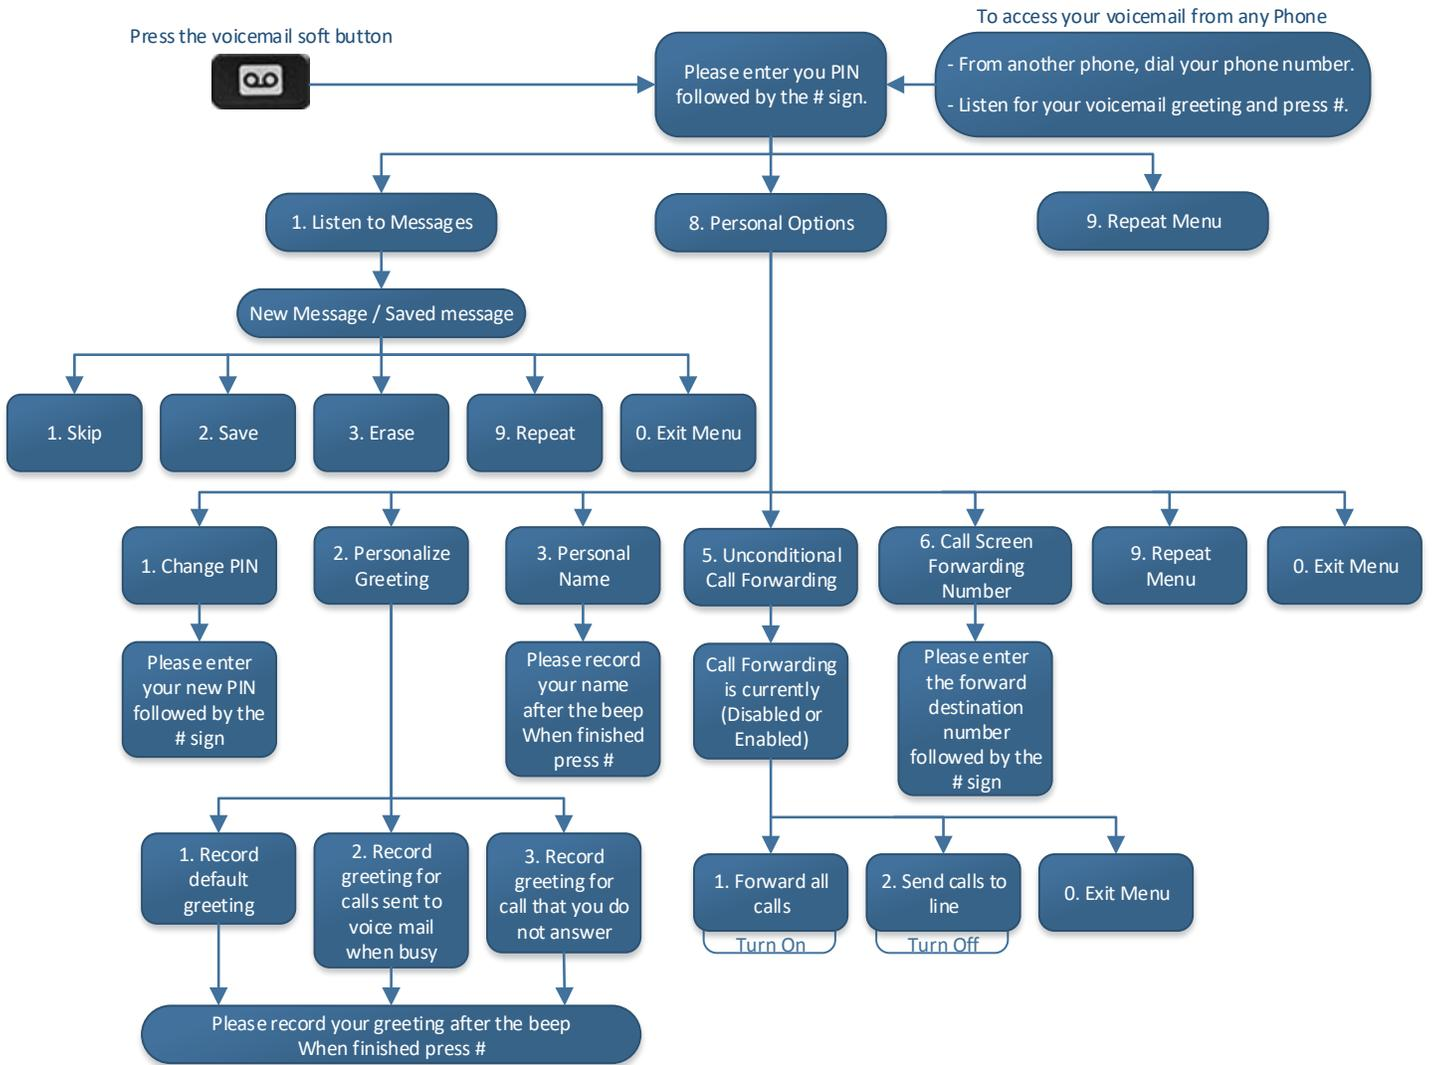 To access your voicemail from any Phone
Press the voicemail soft button
Please enter you PIN
followed by the # sign.
- From another phone, dial your phone number.
- Listen for your voicemail greeting and press #.
1. Listen to Messages
8. Personal Options
9. Repeat Menu
New Message / Saved message
1. Skip
2. Save
3. Erase
9. Repeat
0. Exit Menu
1. Change PIN
2. Personalize
Greeting
3. Personal
Name
5. Unconditional
Call Forwarding
6. Call Screen
Forwarding
Number
9. Repeat
Menu
0. Exit Menu
Please enter
your new PIN
followed by the
# sign
Please record
your name
after the beep
When finished
press #
Call Forwarding
is currently
(Disabled or
Enabled)
Please enter
the forward
destination
number
followed by the
# sign
1. Record
default
greeting
2. Record
greeting for
calls sent to
voice mail
when busy
3. Record
greeting for
call that you do
not answer
1. Forward all
calls
Turn On
2. Send calls to
line
Turn Off
0. Exit Menu
Please record your greeting after the beep
When finished press #